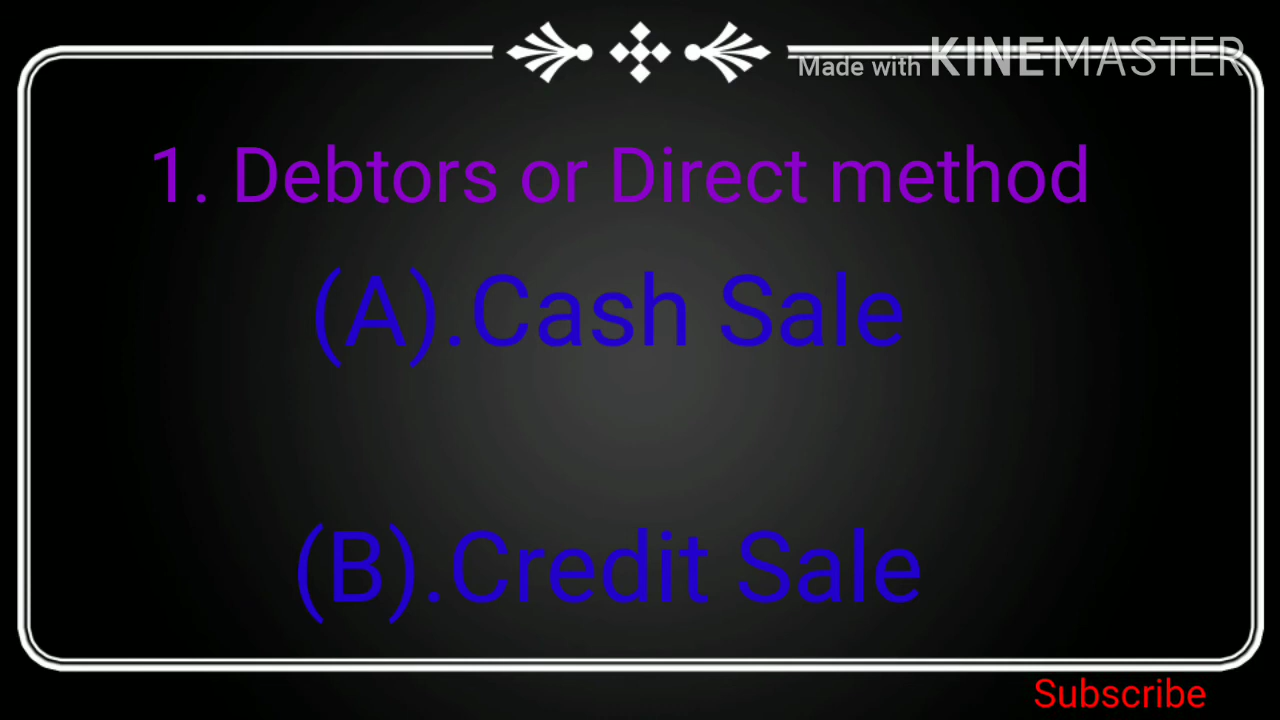 Made with KINEMASTER
1. Debtors or Direct method
(A).Cash Sale
(B).Credit Sale
Subscribe